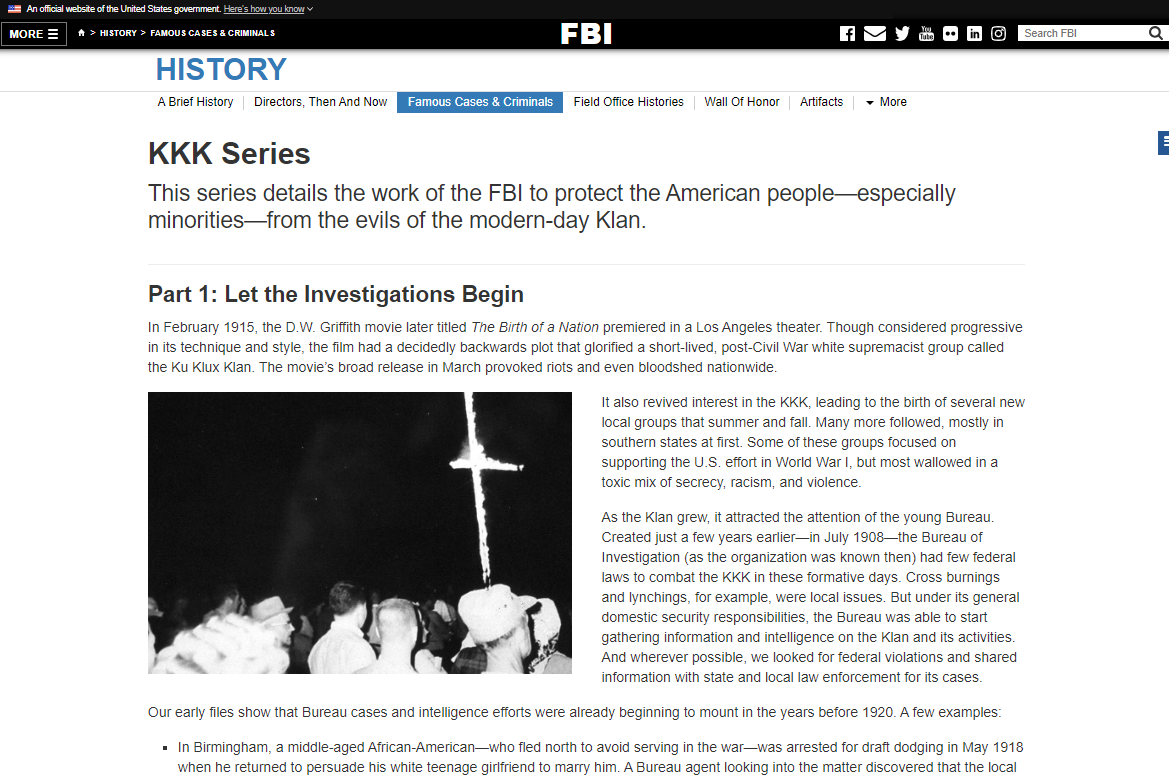 An official website of the United States government. Here's how you know
MORE
> HISTORY > FAMOUS CASES & CRIMINALS
FBI
You Tube
in
Search FBI
HISTORY
A Brief History
Directors, Then And Now
Famous Cases & Criminals
Field Office Histories
Wall Of Honor
Artifacts
More
KKK Series
This series details the work of the FBI to protect the American people—especially
minorities—from the evils of the modern-day Klan.
Part 1: Let the Investigations Begin
In February 1915, the D.W. Griffith movie later titled The Birth of a Nation premiered in a Los Angeles theater. Though considered progressive
in its technique and style, the film had a decidedly backwards plot that glorified a short-lived, post-Civil War white supremacist group called
the Ku Klux Klan. The movie's broad release in March provoked riots and even bloodshed nationwide.
It also revived interest in the KKK, leading to the birth of several new
local groups that summer and fall. Many more followed, mostly in
southern states at first. Some of these groups focused on
supporting the U.S. effort in World War I, but most wallowed in a
toxic mix of secrecy, racism, and violence.
As the Klan grew, it attracted the attention of the young Bureau.
Created just a few years earlier—in July 1908—the Bureau of
Investigation (as the organization was known then) had few federal
laws to combat the KKK in these formative days. Cross burnings
and lynchings, for example, were local issues. But under its general
domestic security responsibilities, the Bureau was able to start
gathering information and intelligence on the Klan and its activities.
And wherever possible, we looked for federal violations and shared
information with state and local law enforcement for its cases.
Our early files show that Bureau cases and intelligence efforts were already beginning to mount in the years before 1920. A few examples:
In Birmingham, a middle-aged African-American—who fled north to avoid serving in the war—was arrested for draft dodging in May 1918
when he returned to persuade his white teenage girlfriend to marry him. A Bureau agent looking into the matter discovered that the local